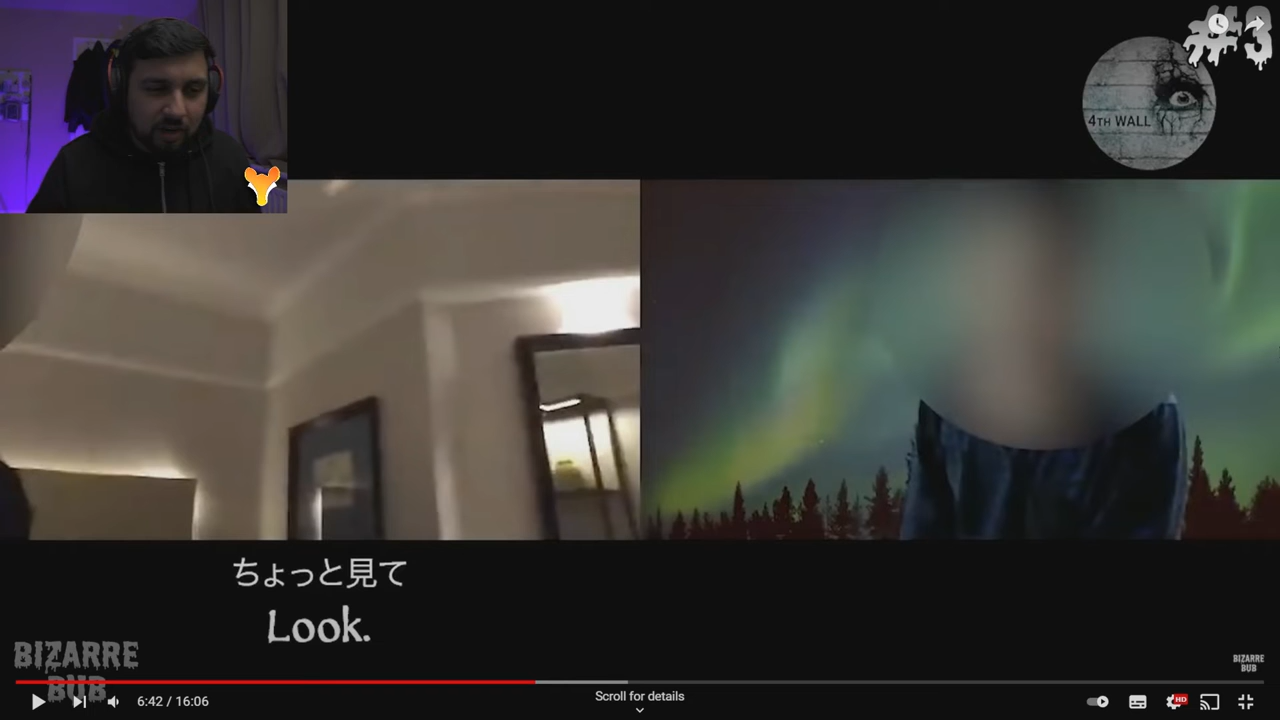 #3
4TH WALL
ちょっと見て
Look.
BIZARRE
BUB
BIZARRE
BUB
6:42 / 16:06
Scroll for details
HD